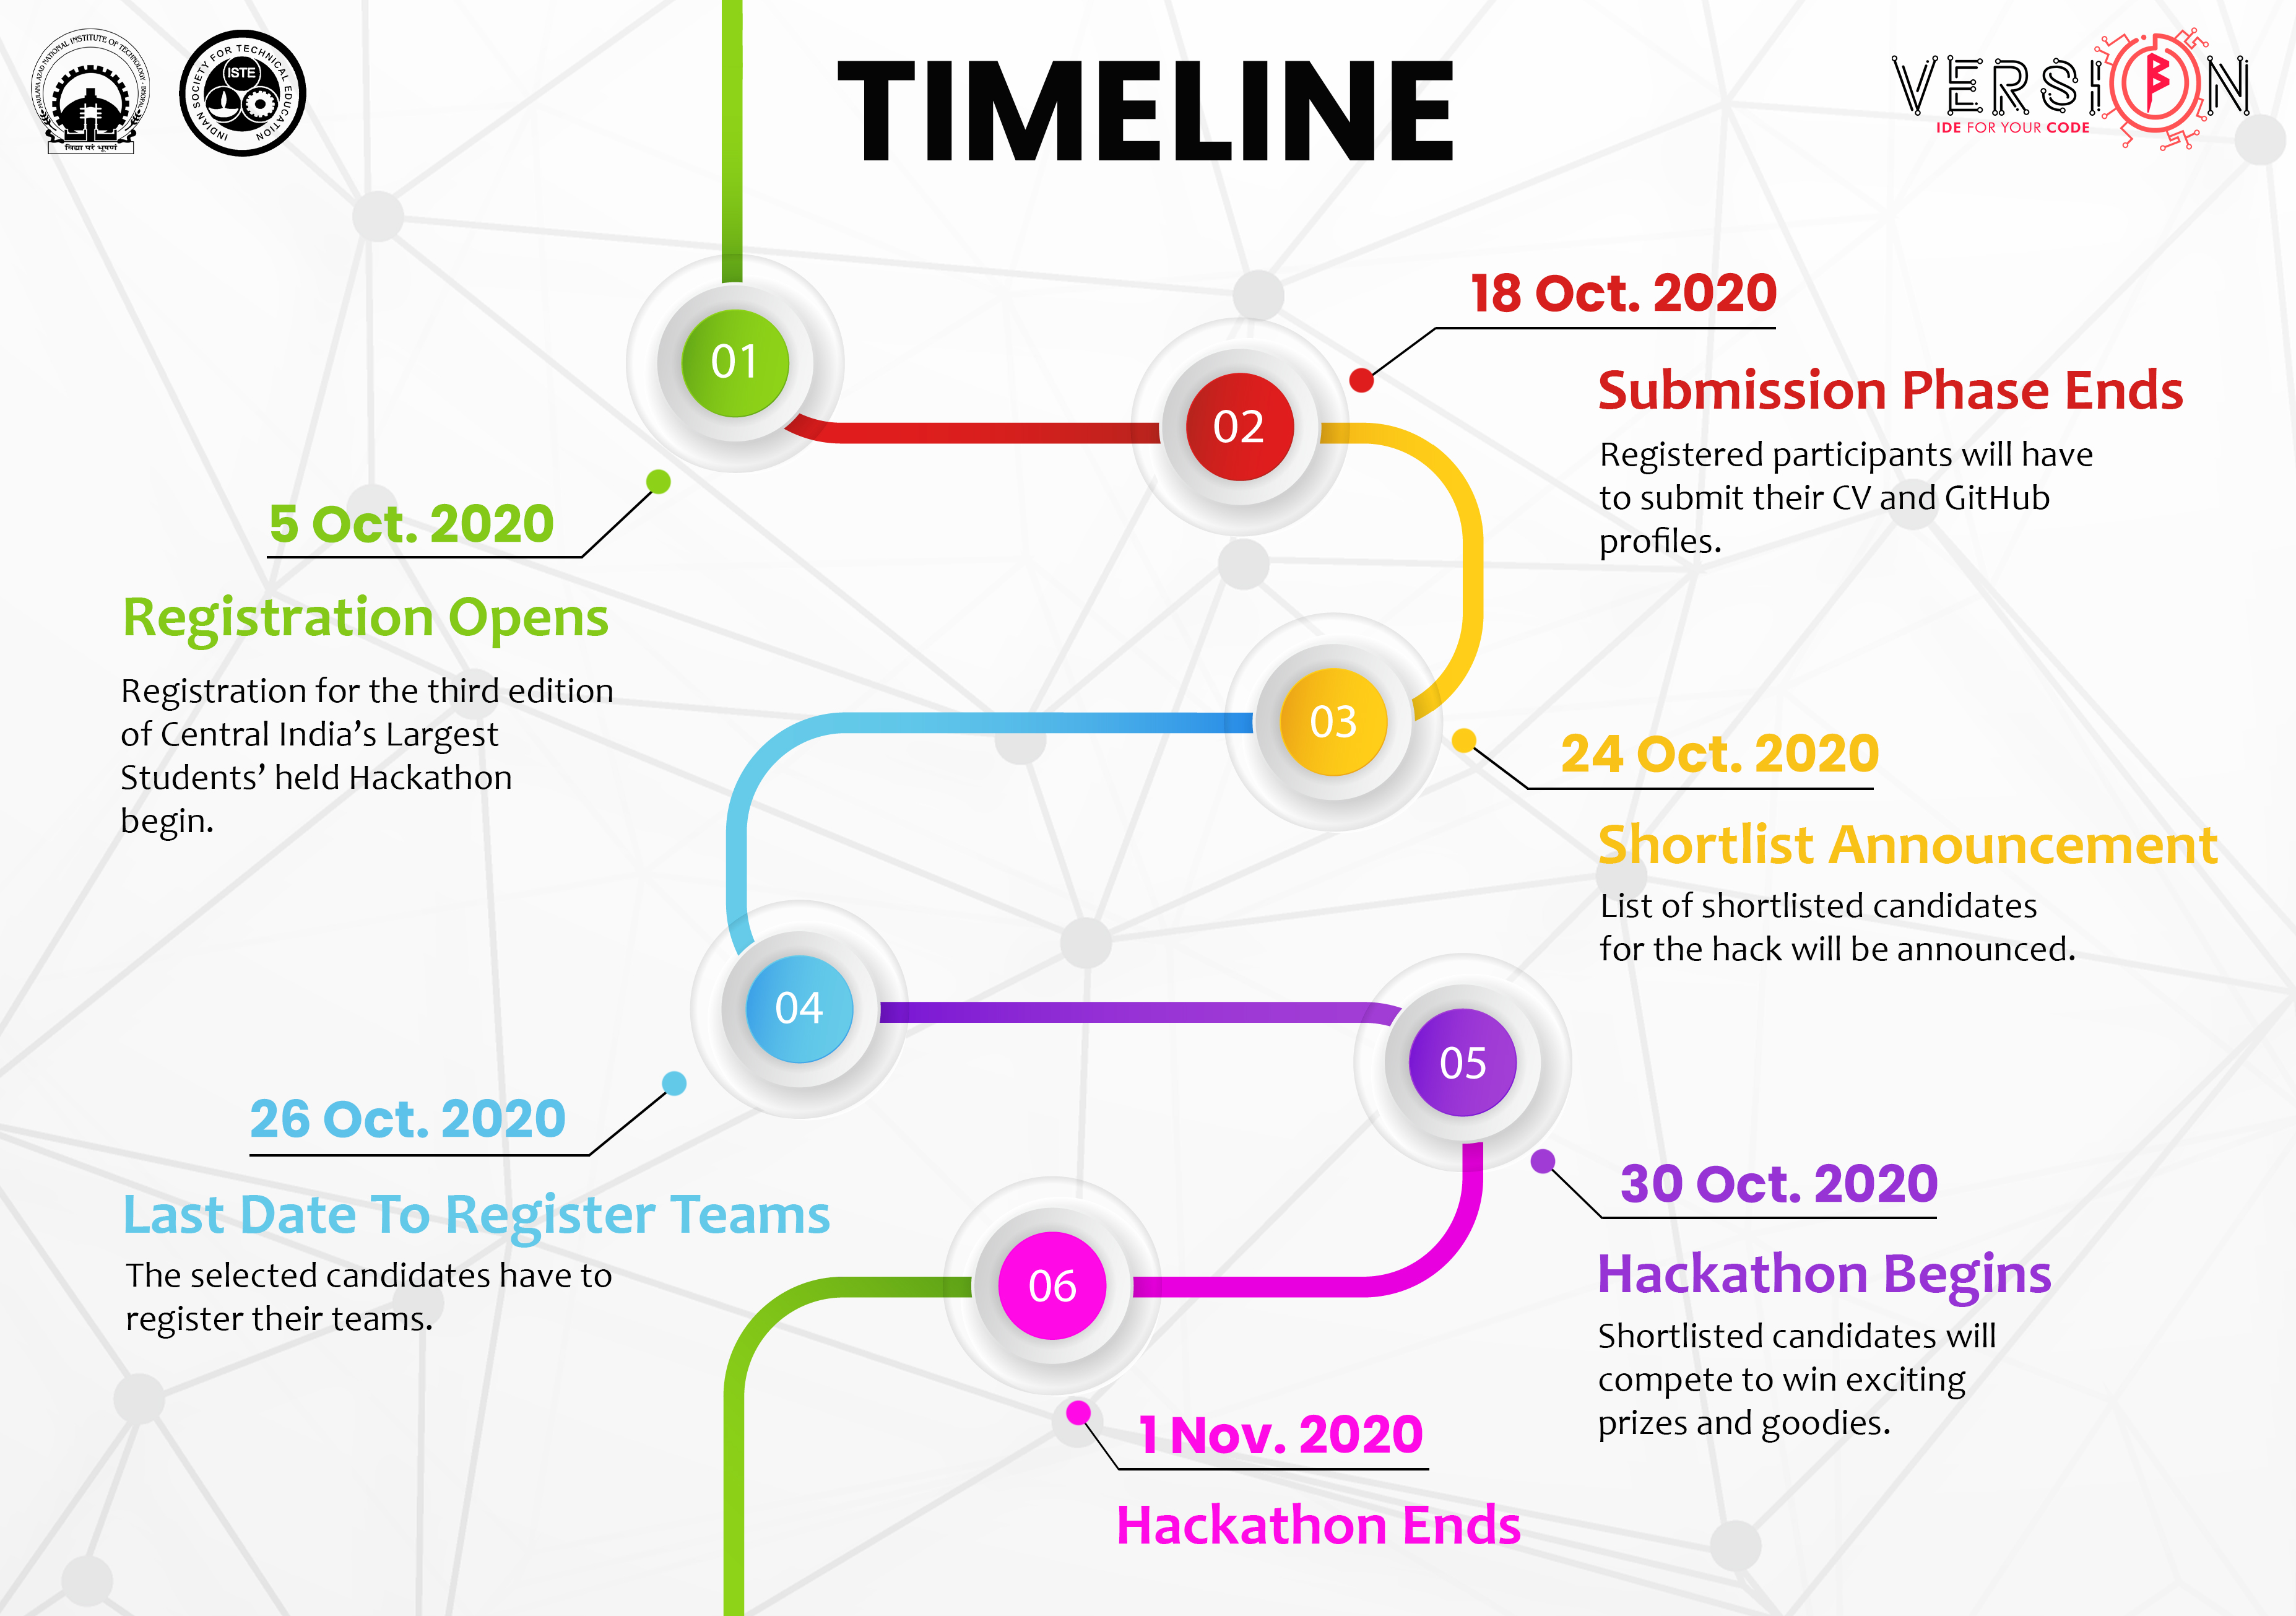 MAULANA AZAD NATIONAL INSTITUTE OF TECHNOLOGY - BHOPAL
विद्या परं भूषणं
INDIAN SOCIETY FOR TECHNICAL EDUCATION
ISTE
TIMELINE
VERSION
IDE FOR YOUR CODE
01
5 Oct. 2020
Registration Opens
Registration for the third edition
of Central India’s Largest
Students’ held Hackathon
begin.
02
18 Oct. 2020
Submission Phase Ends
Registered participants will have
to submit their CV and GitHub
profiles.
03
24 Oct. 2020
Shortlist Announcement
List of shortlisted candidates
for the hack will be announced.
04
26 Oct. 2020
Last Date To Register Teams
The selected candidates have to
register their teams.
05
30 Oct. 2020
Hackathon Begins
Shortlisted candidates will
compete to win exciting
prizes and goodies.
06
1 Nov. 2020
Hackathon Ends